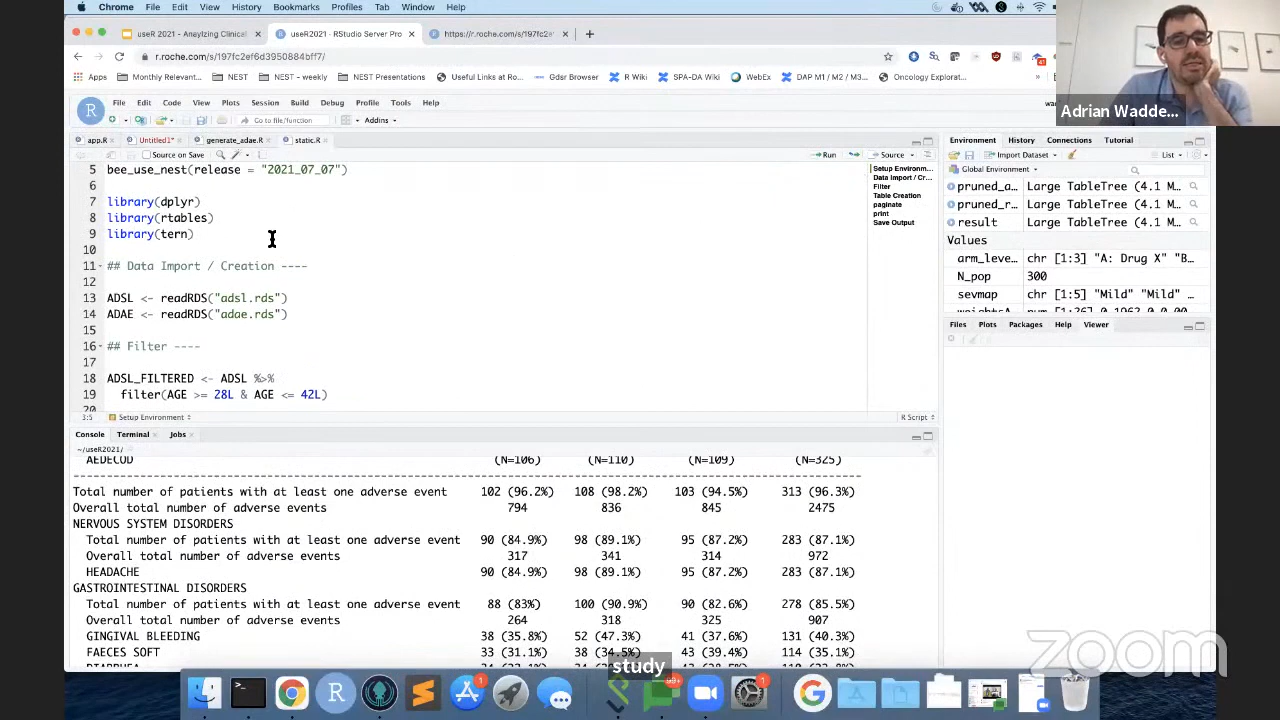 Chrome File Edit View History Bookmarks Profiles Tab Window Help
useR 2021 - Anaylzing Clinical
useR2021 - RStudio Server Pro
https://r.roche.com/s/197fc2ef
r.roche.com/s/197fc2ef6d3950884bff7/
Apps Monthly Relevant... NEST NEST - weekly NEST Presentations Useful Links at Ro... Gdsr Browser R Wiki SPA-DA Wiki WebEx DAP M1 / M2 / M3... Oncology Explorat...
Adrian Wadde...
R File Edit Code View Plots Session Build Debug Profile Tools Help
Go to file/function Addins
app.R Untitled1* generate_adae.R static.R
Source on Save Run Source
5 bee_use_nest(release = "2021_07_07")
6
7 library(dplyr)
8 library(rtables)
9 library(tern)
10
11 ## Data Import / Creation ----
12
13 ADSL <- readRDS("adsl.rds")
14 ADAE <- readRDS("adae.rds")
15
16 ## Filter ----
17
18 ADSL_FILTERED <- ADSL %>%
19 filter(AGE >= 28L & AGE <= 42L)
20
3:5 Setup Environment R Script
Setup Environm...
Data Import / Cr...
Filter
Table Creation
paginate
print
Save Output
Console Terminal Jobs
~/useR2021/
AEDECOD (N=106) (N=110) (N=109) (N=325)
Total number of patients with at least one adverse event 102 (96.2%) 108 (98.2%) 103 (94.5%) 313 (96.3%)
Overall total number of adverse events 794 836 845 2475
NERVOUS SYSTEM DISORDERS
Total number of patients with at least one adverse event 90 (84.9%) 98 (89.1%) 95 (87.2%) 283 (87.1%)
Overall total number of adverse events 317 341 314 972
HEADACHE 90 (84.9%) 98 (89.1%) 95 (87.2%) 283 (87.1%)
GASTROINTESTINAL DISORDERS
Total number of patients with at least one adverse event 88 (83%) 100 (90.9%) 90 (82.6%) 278 (85.5%)
Overall total number of adverse events 264 318 325 907
GINGIVAL BLEEDING 38 (35.8%) 52 (47.3%) 41 (37.6%) 131 (40.3%)
FAECES SOFT 33 (31.1%) 38 (34.5%) 43 (39.4%) 114 (35.1%)
DIARRHEA
Environment History Connections Tutorial
Import Dataset List
Global Environment
pruned_a... Large TableTree (4.1 M...
pruned_r... Large TableTree (4.1 M...
result Large TableTree (4.1 M...
Values
arm_leve... chr [1:3] "A: Drug X" "B...
N_pop 300
sevmap chr [1:5] "Mild" "Mild" ...
Files Plots Packages Help Viewer
study
zoom